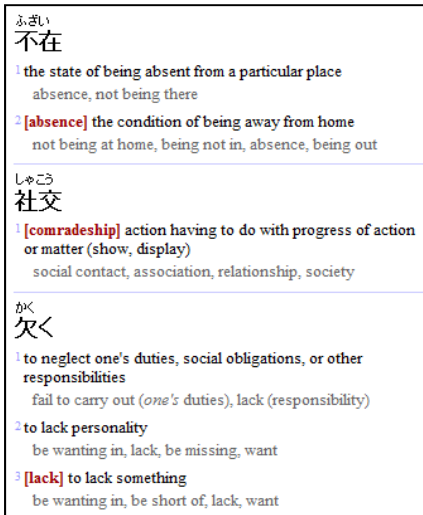 ふざい
不在
1 the state of being absent from a particular place
absence, not being there
2 [absence] the condition of being away from home
not being at home, being not in, absence, being out
しゃこう
社交
1 [comradeship] action having to do with progress of action
or matter (show, display)
social contact, association, relationship, society
かく
欠く
1 to neglect one's duties, social obligations, or other
responsibilities
fail to carry out (one's duties), lack (responsibility)
2 to lack personality
be wanting in, lack, be missing, want
3 [lack] to lack something
be wanting in, be short of, lack, want